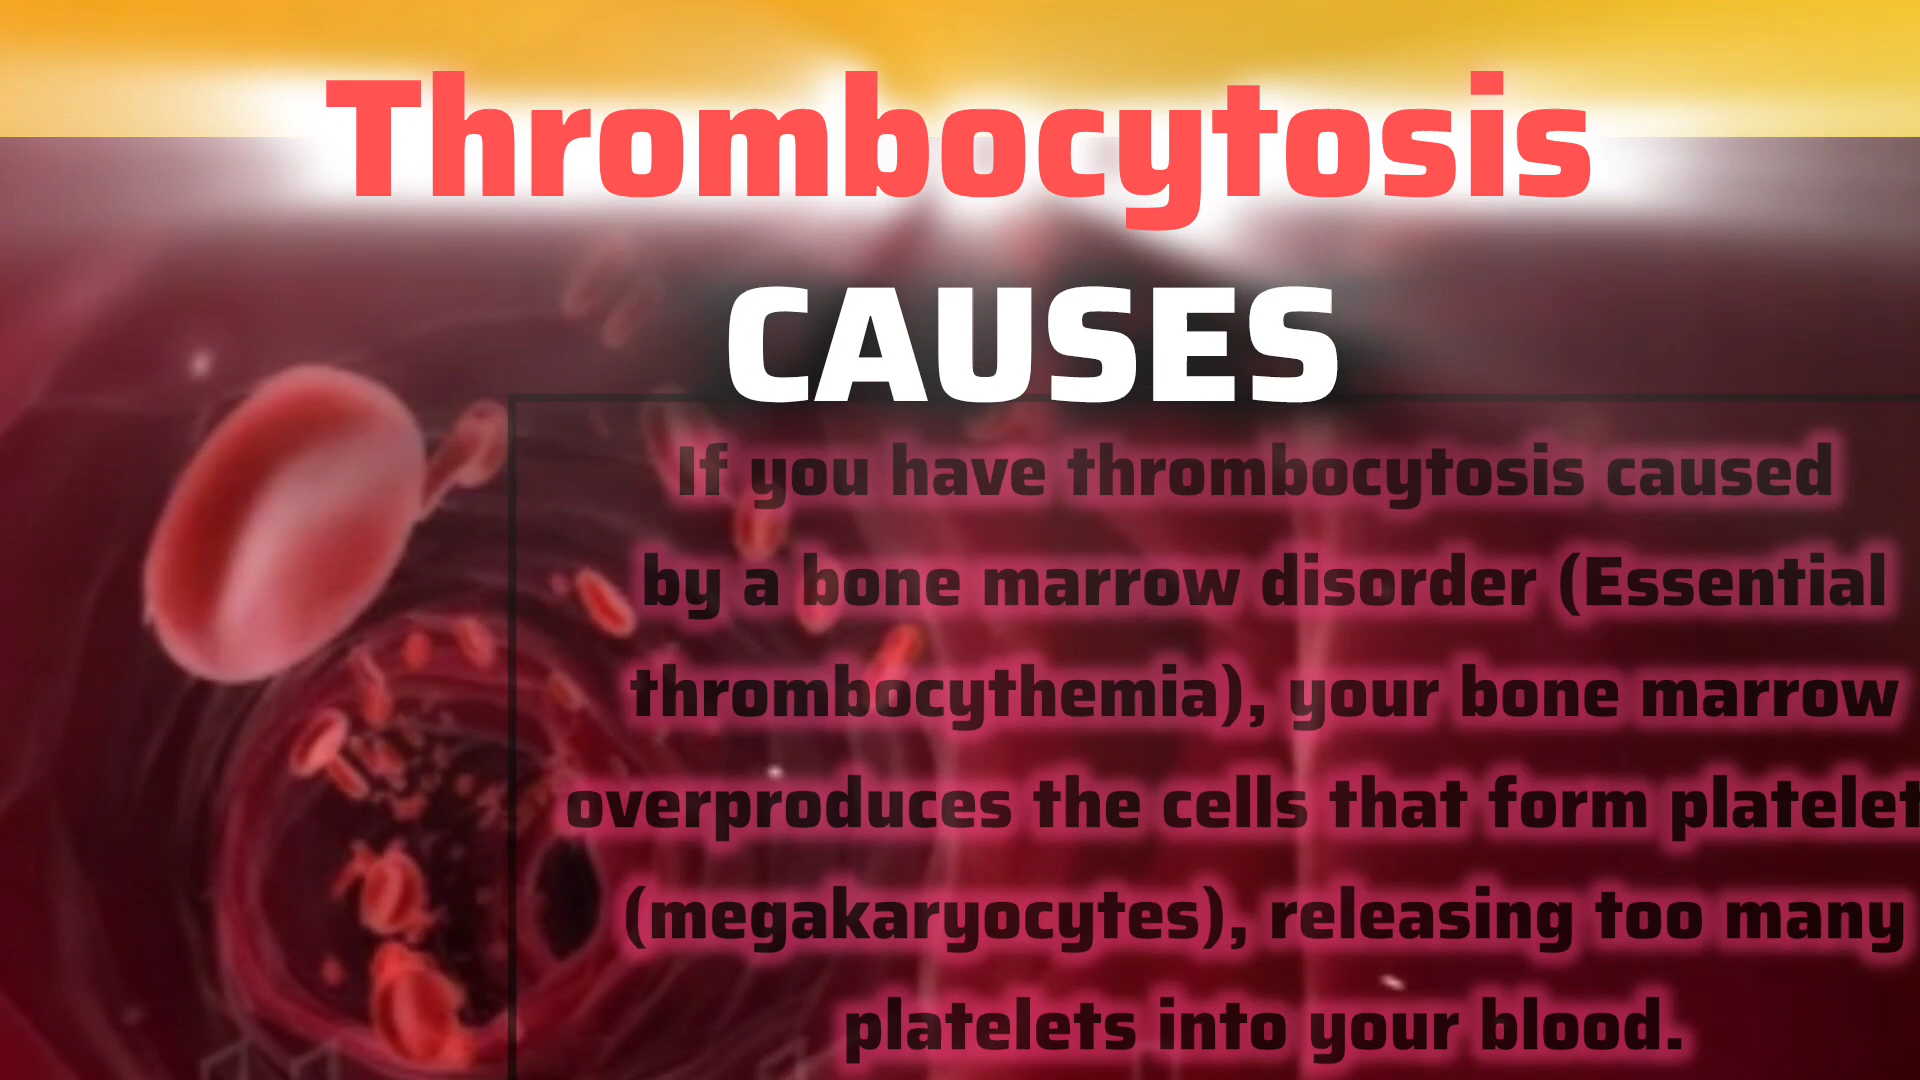 Thrombocytosis
CAUSES
If you have thrombocytosis caused
by a bone marrow disorder (Essential
thrombocythemia), your bone marrow
overproduces the cells that form platelet
(megakaryocytes), releasing too many
platelets into your blood.